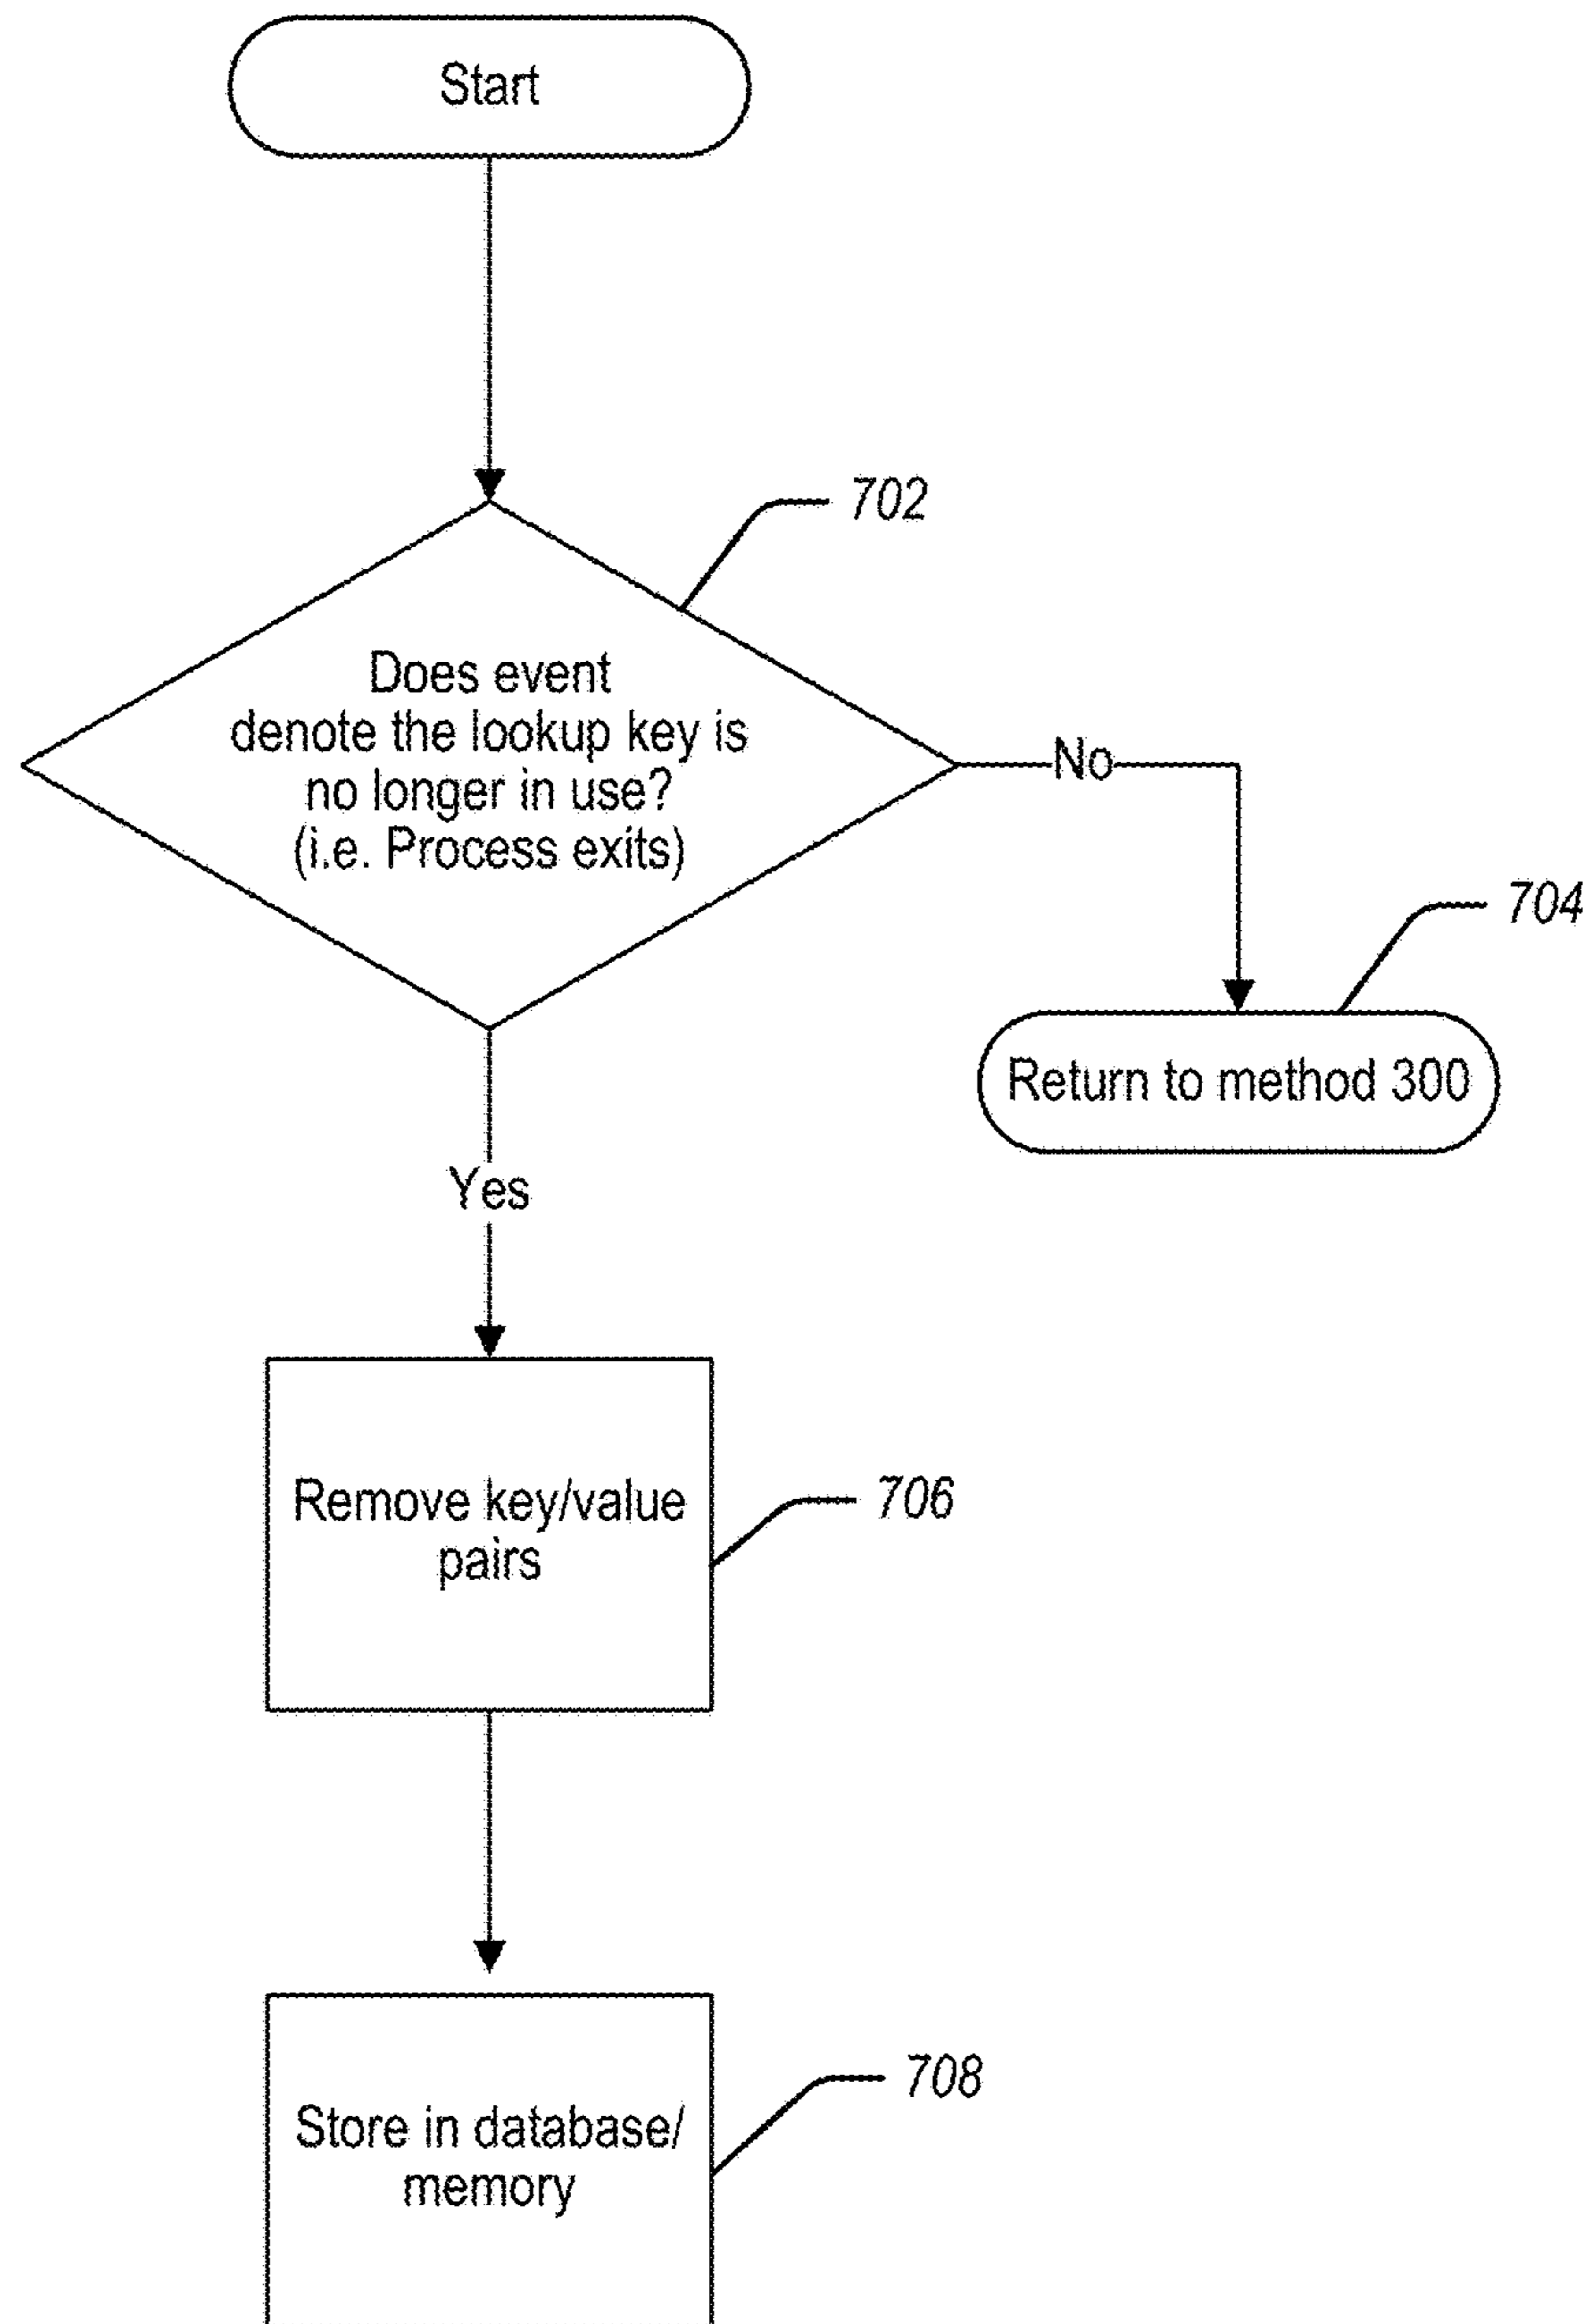 Start
702
Does event
denote the lookup key is
no longer in use?
(i.e. Process exits)
No
704
Return to method 300
Yes
Remove key/value
pairs
706
708
Store in database/
memory